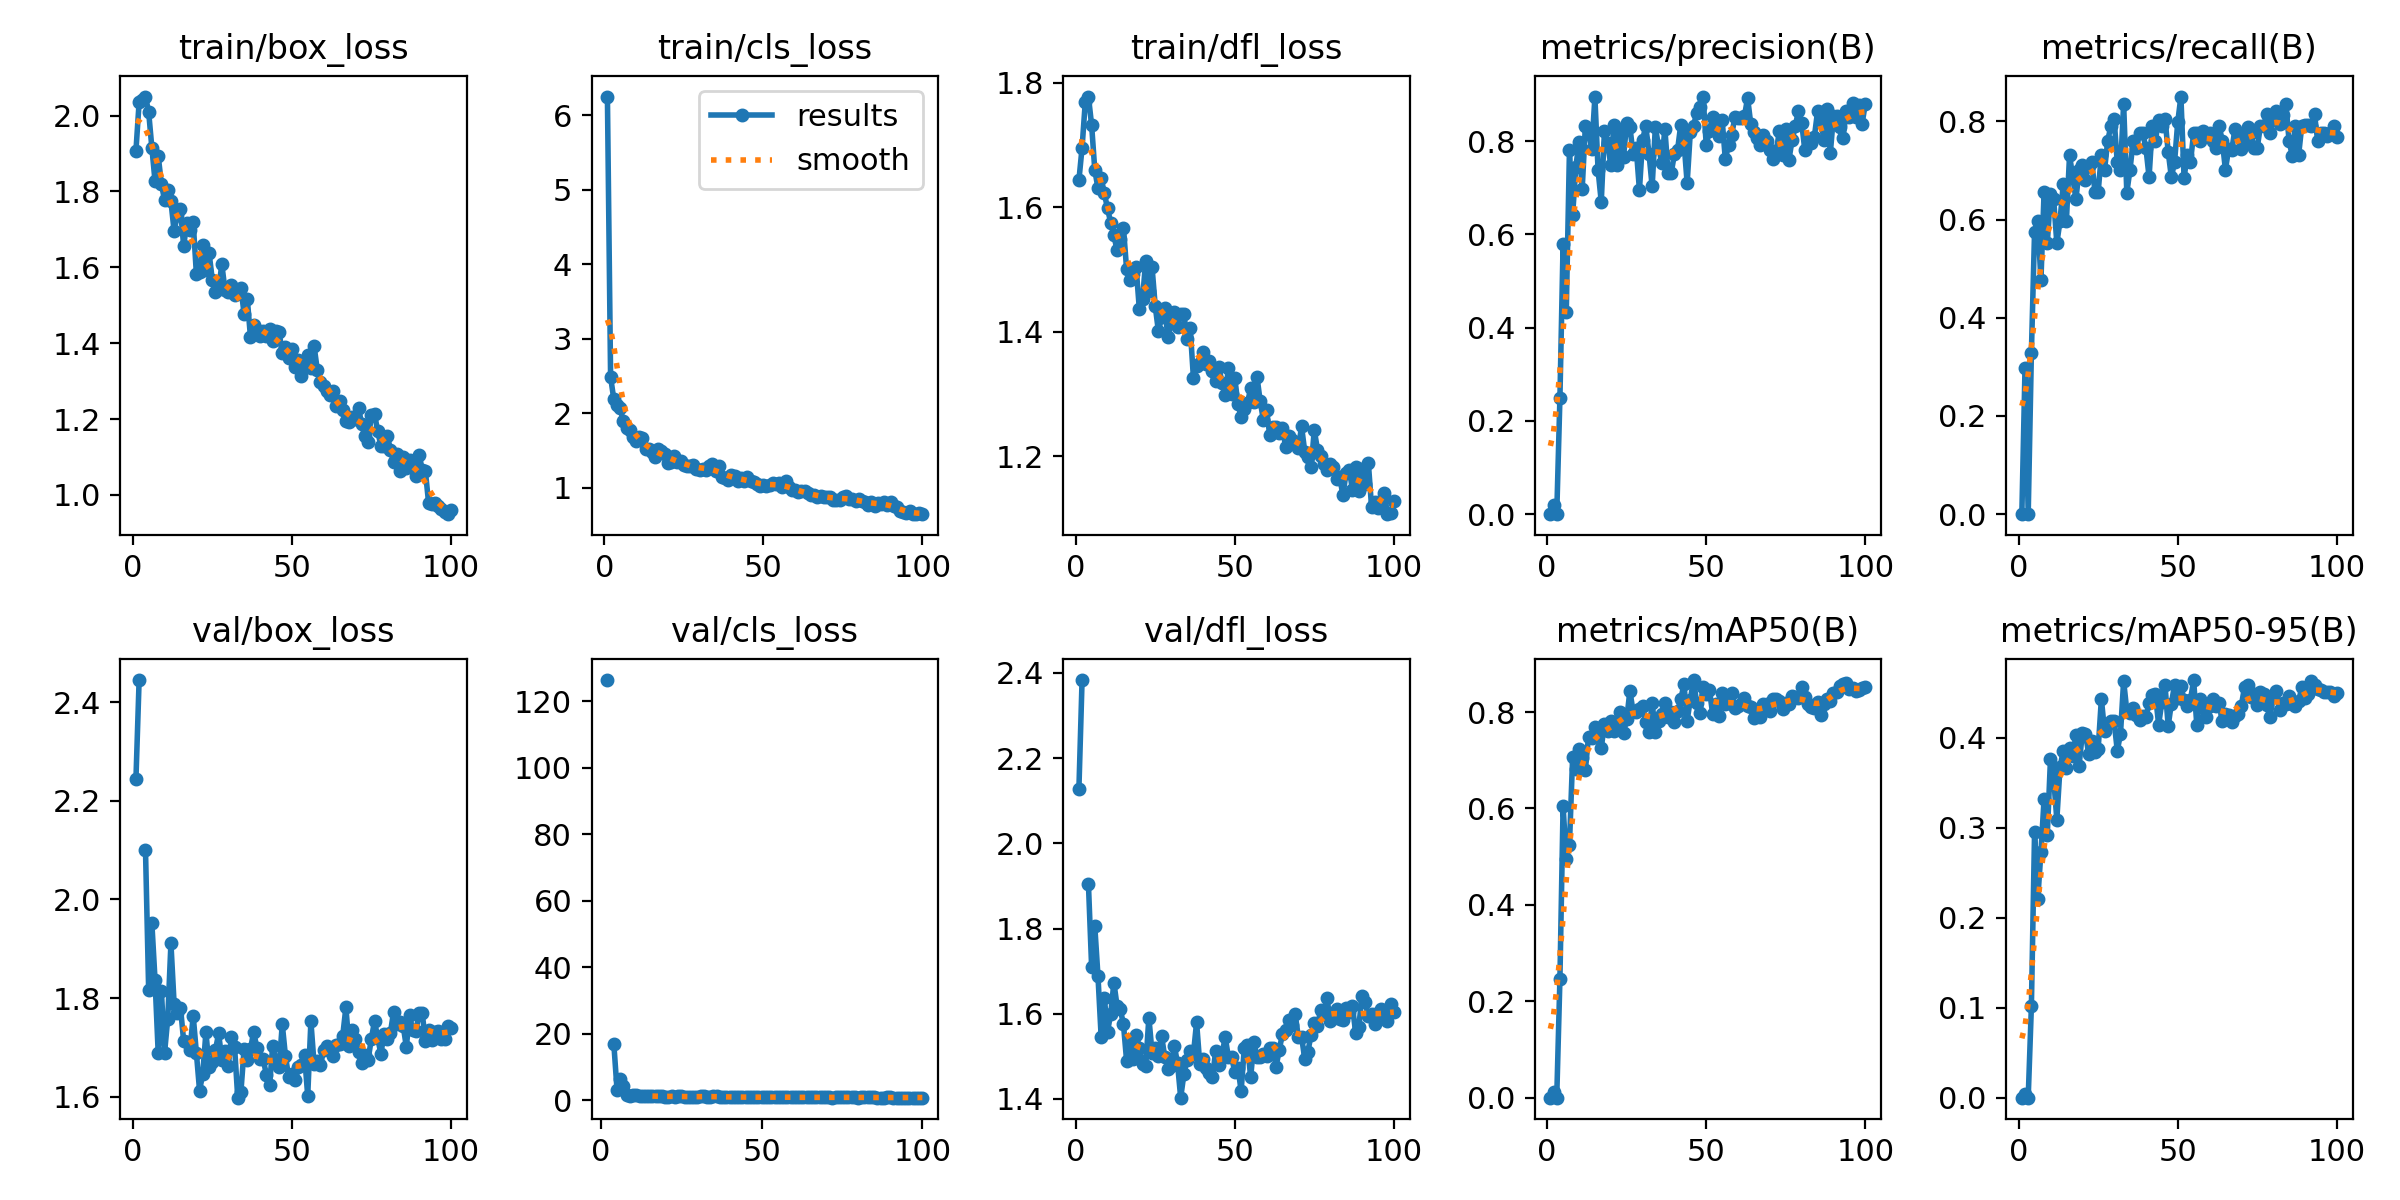 train/box_loss
2.0
1.8
1.6
1.4
1.2
1.0
0 50 100
train/cls_loss
results
smooth
6
5
4
3
2
1
0 50 100
train/dfl_loss
1.8
1.6
1.4
1.2
0 50 100
metrics/precision(B)
0.8
0.6
0.4
0.2
0.0
0 50 100
metrics/recall(B)
0.8
0.6
0.4
0.2
0.0
0 50 100
val/box_loss
2.4
2.2
2.0
1.8
1.6
0 50 100
val/cls_loss
120
100
80
60
40
20
0
0 50 100
val/dfl_loss
2.4
2.2
2.0
1.8
1.6
1.4
0 50 100
metrics/mAP50(B)
0.8
0.6
0.4
0.2
0.0
0 50 100
metrics/mAP50-95(B)
0.4
0.3
0.2
0.1
0.0
0 50 100